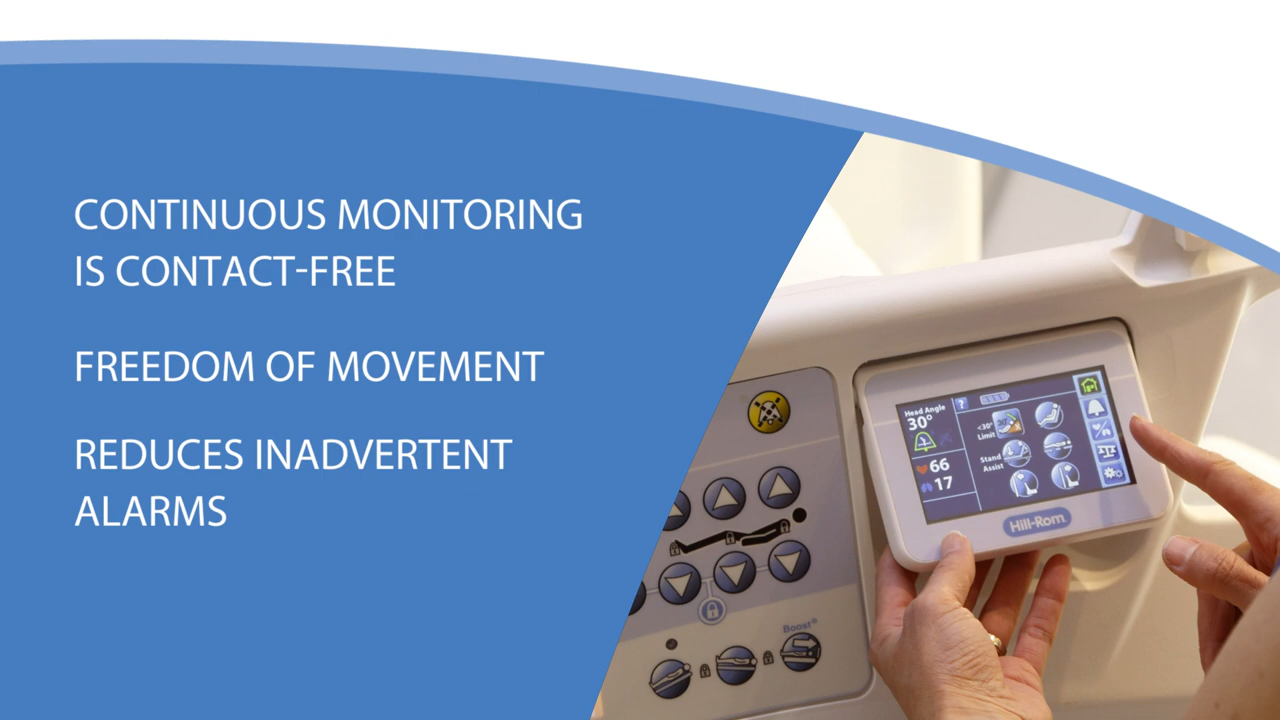 CONTINUOUS MONITORING
IS CONTACT-FREE
FREEDOM OF MOVEMENT
REDUCES INADVERTENT
ALARMS
Head Angle
30°
?
<30°
Limit
30°
Stand
Assist
66
17
Hill-Rom
Boost®